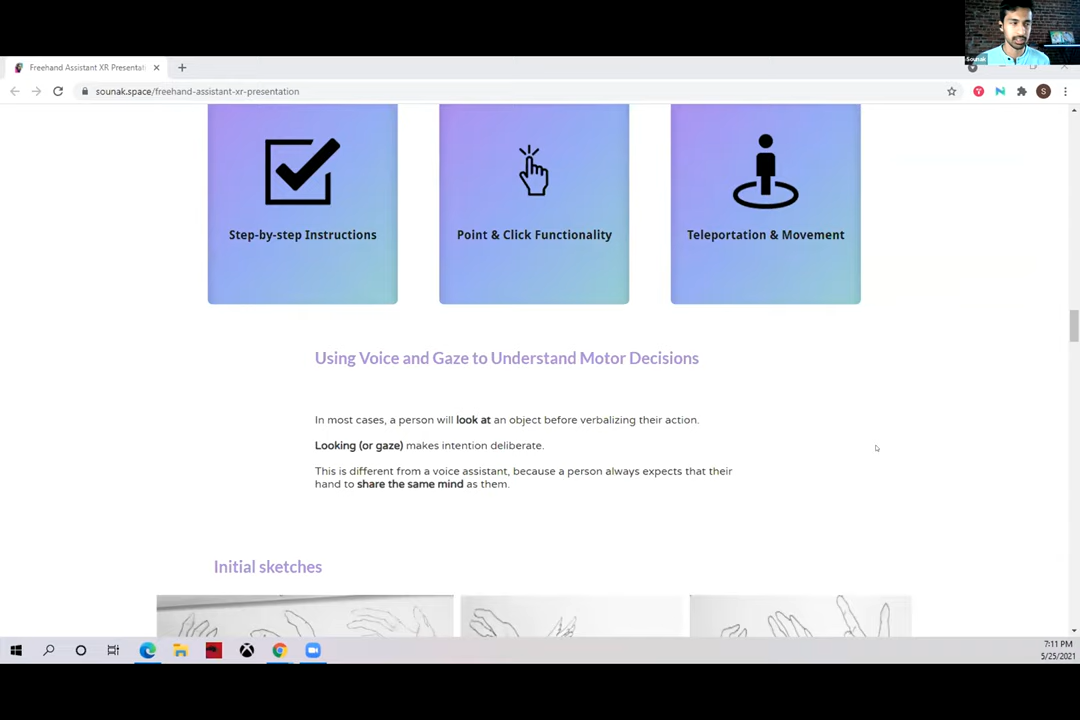 Sounak
Freehand Assistant XR Presentat
sounak.space/freehand-assistant-xr-presentation
S
Step-by-step Instructions
Point & Click Functionality
Teleportation & Movement
Using Voice and Gaze to Understand Motor Decisions
In most cases, a person will look at an object before verbalizing their action.
Looking (or gaze) makes intention deliberate.
This is different from a voice assistant, because a person always expects that their
hand to share the same mind as them.
Initial sketches
7:11 PM
5/25/2021